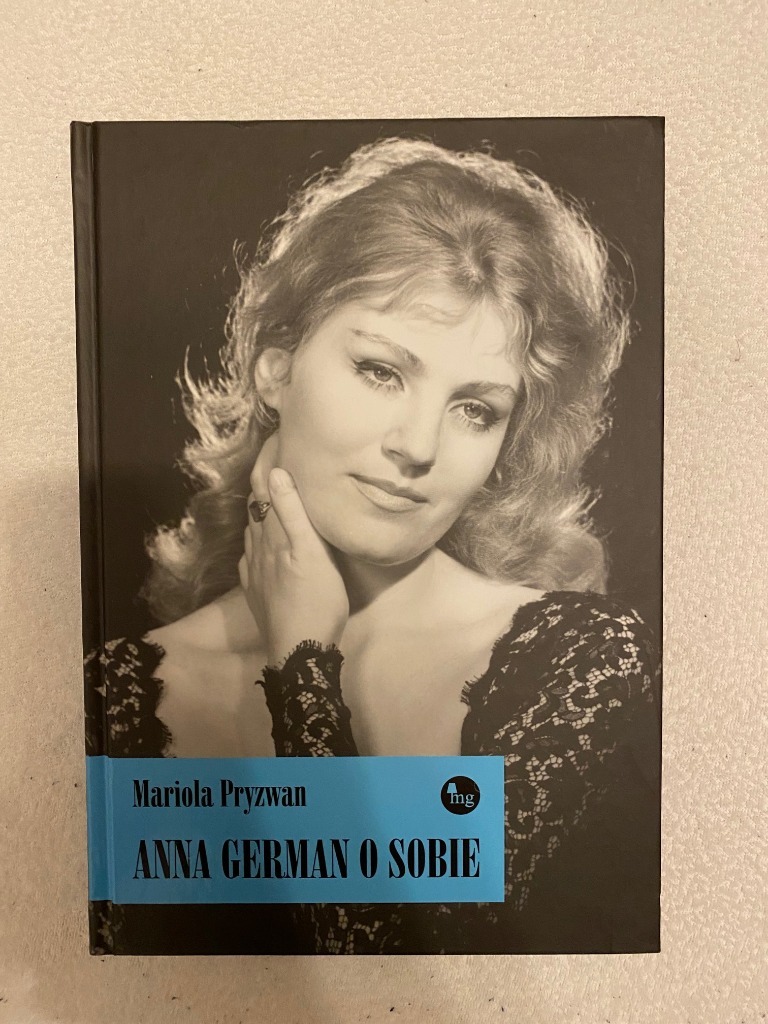 Mariola Pryzwan
mg
ANNA GERMAN O SOBIE